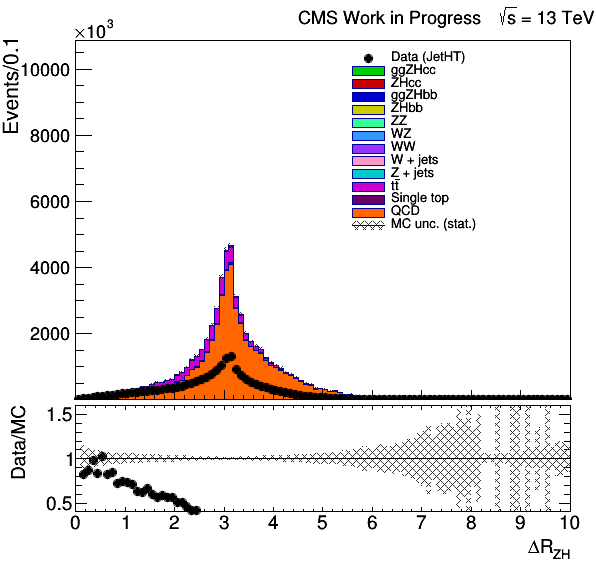 CMS Work in Progress √s = 13 TeV
×10³
Events/0.1
10000
8000
6000
4000
2000
Data (JetHT)
ggZHcc
ZHcc
ggZHbb
ZHbb
ZZ
WZ
WW
W + jets
Z + jets
tt̄
Single top
QCD
MC unc. (stat.)
Data/MC
1.5
1
0.5
0 1 2 3 4 5 6 7 8 9 10
ΔR_ZH